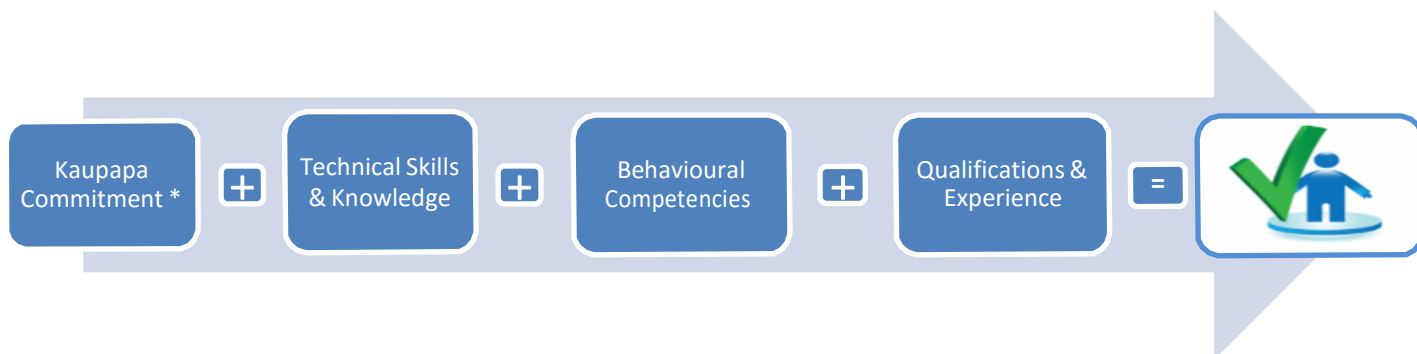 Kaupapa
Commitment *
+
Technical Skills
& Knowledge
+
Behavioural
Competencies
+
Qualifications &
Experience
=